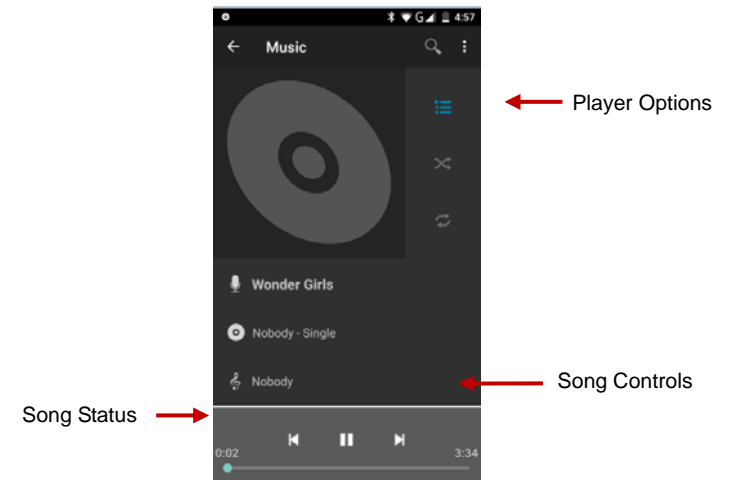 G 4:57
Music
Player Options
Wonder Girls
Nobody - Single
Nobody
Song Controls
Song Status
0:02
3:34